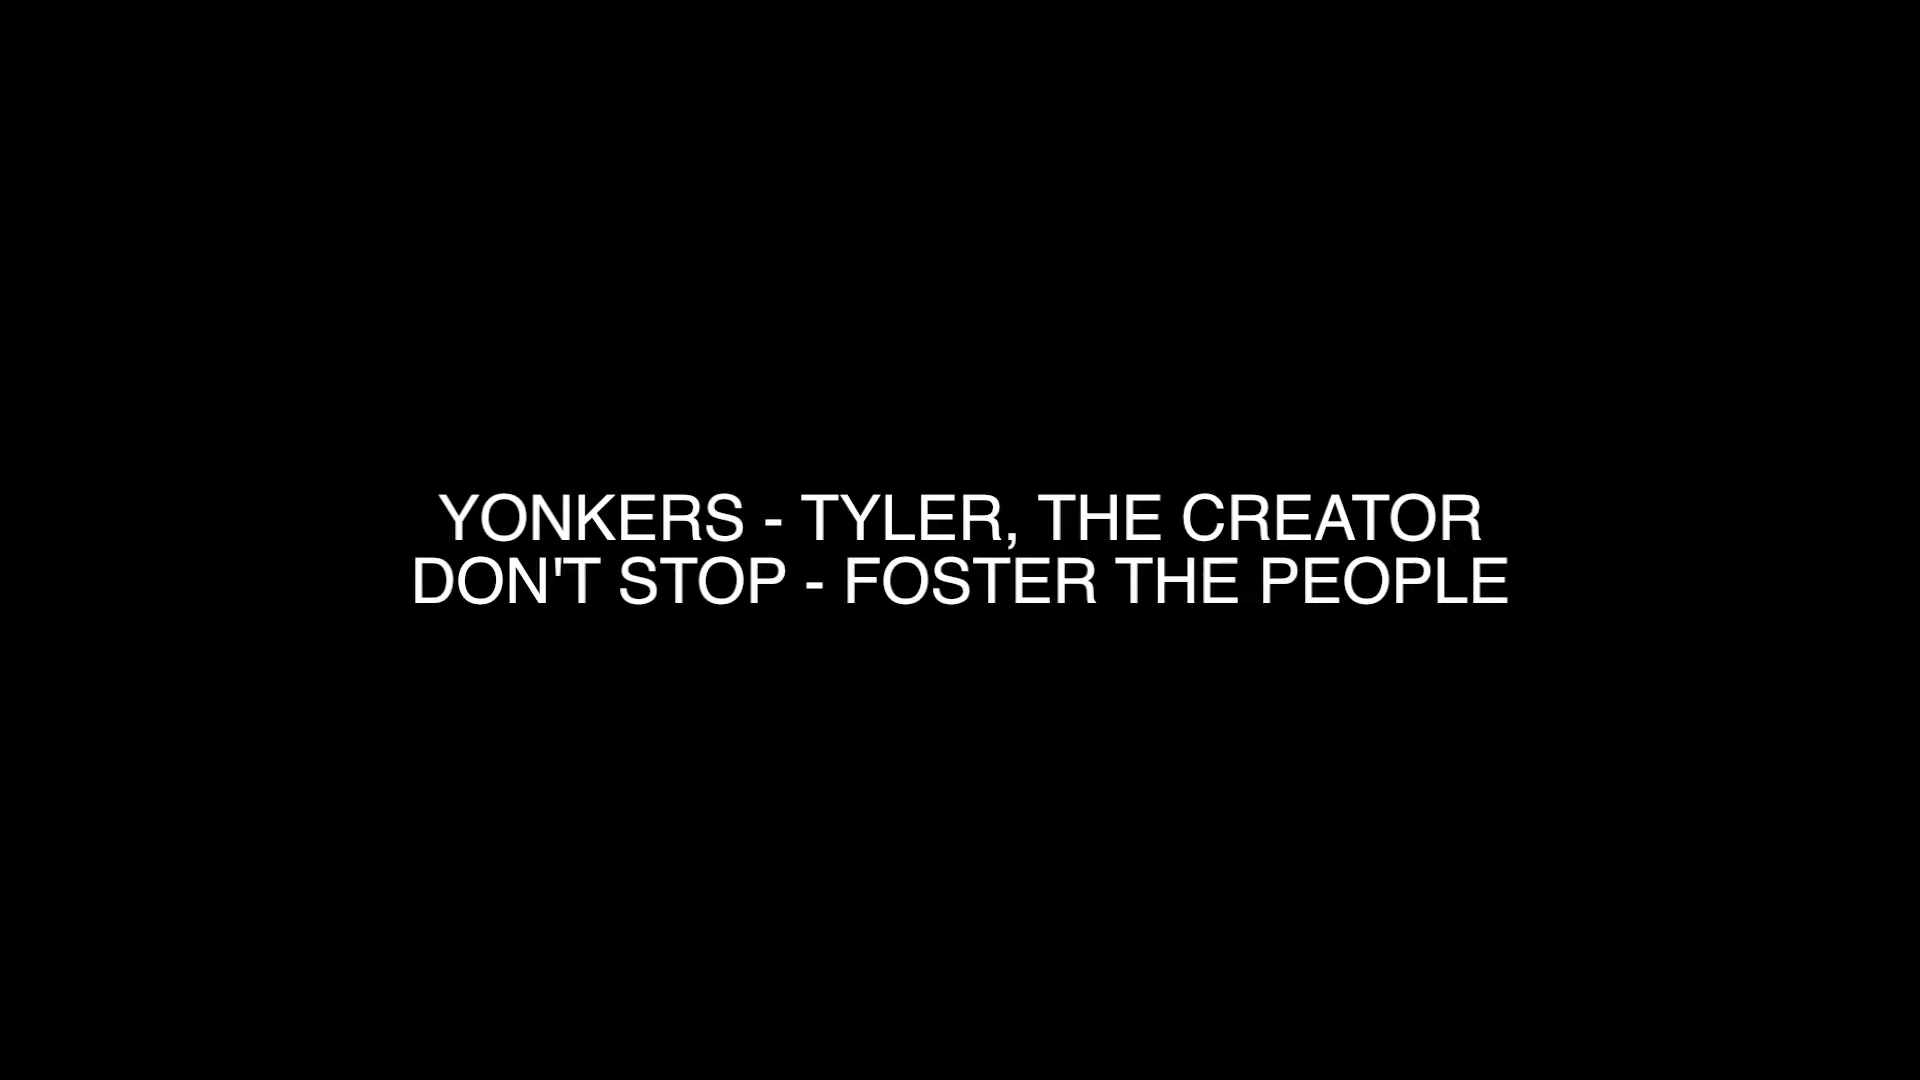 YONKERS - TYLER, THE CREATOR
DON'T STOP - FOSTER THE PEOPLE